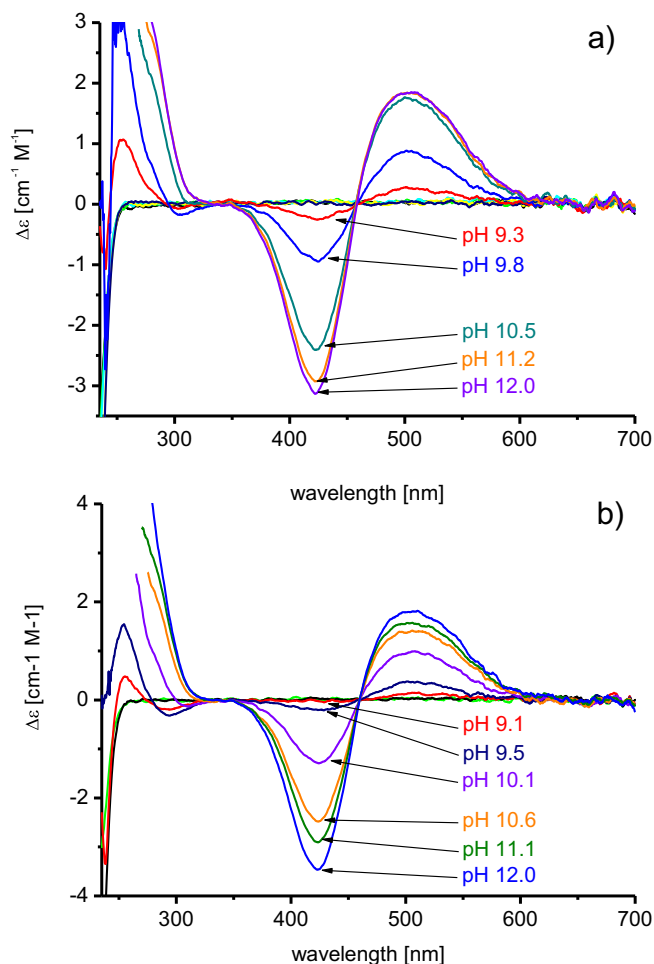 a)
3
2
1
0
-1
-2
-3
Δε [cm⁻¹ M⁻¹]
pH 9.3
pH 9.8
pH 10.5
pH 11.2
pH 12.0
300 400 500 600 700
wavelength [nm]
b)
4
2
0
-2
-4
Δε [cm-1 M-1]
pH 9.1
pH 9.5
pH 10.1
pH 10.6
pH 11.1
pH 12.0
300 400 500 600 700
wavelength [nm]